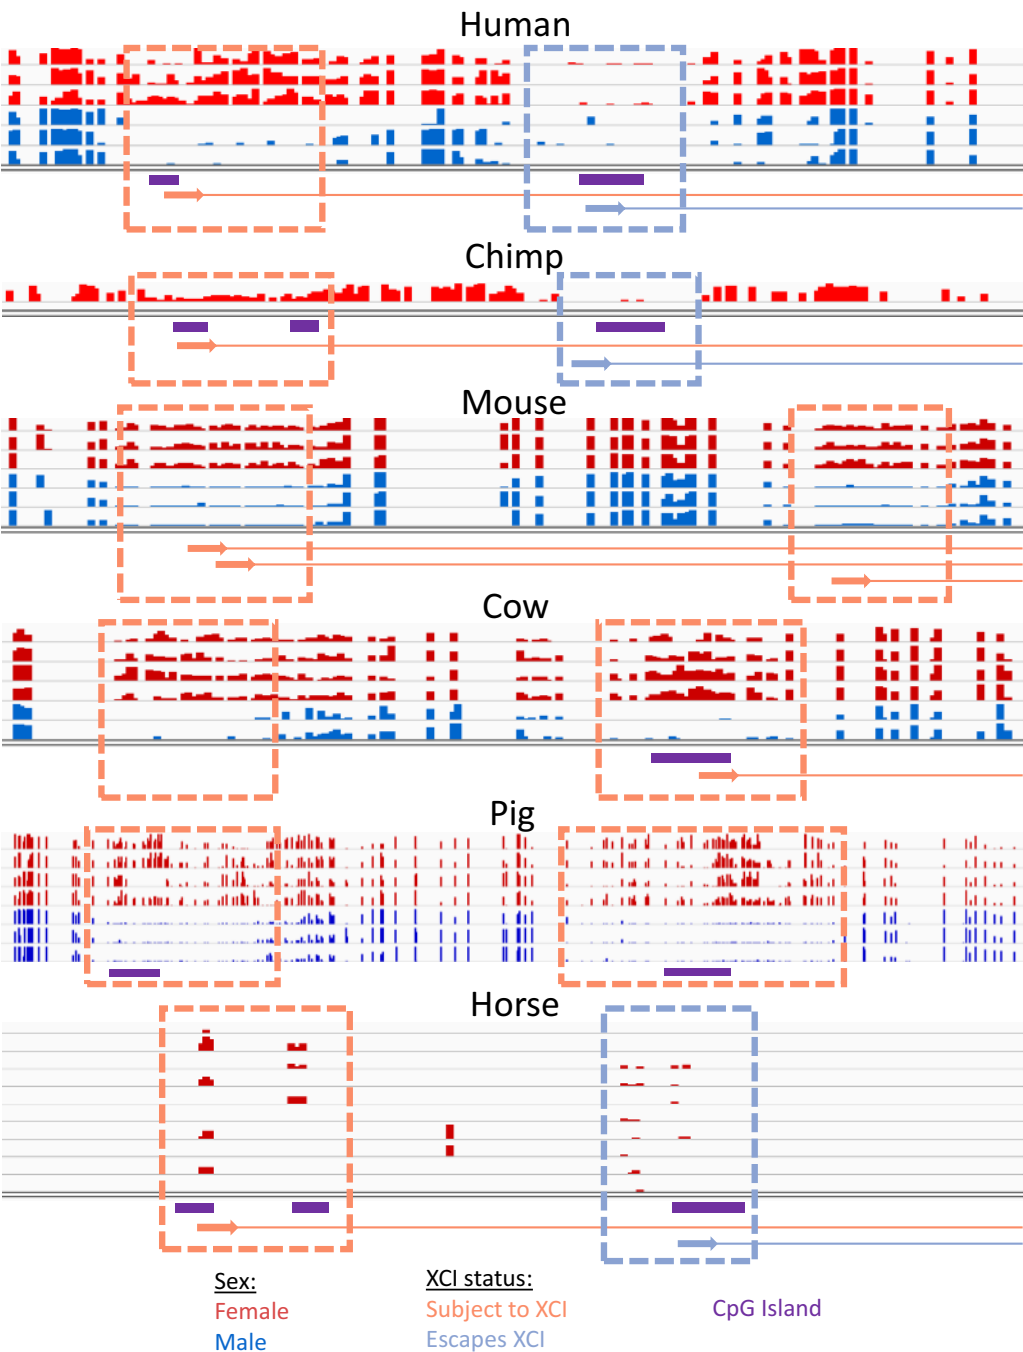 Human
Chimp
Mouse
Cow
Pig
Horse
Sex:
Female
Male
XCI status:
Subject to XCI
Escapes XCI
CpG Island